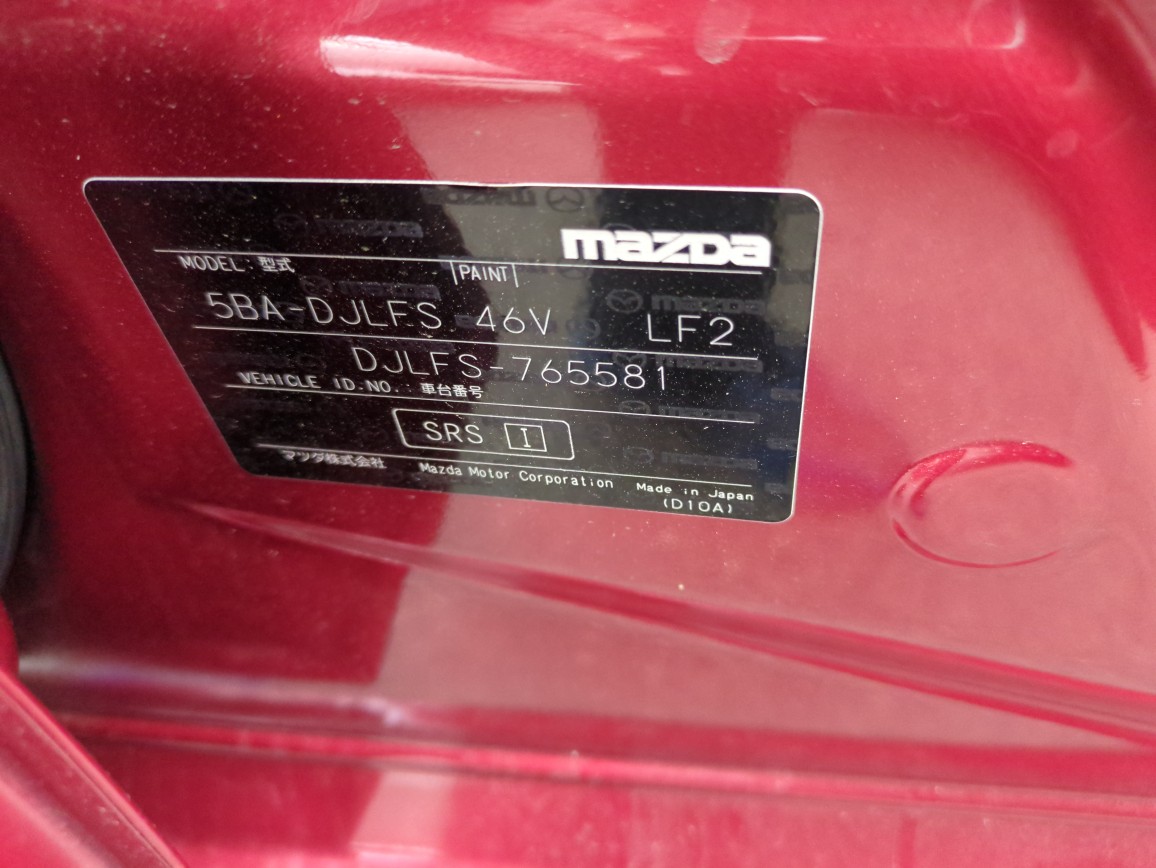 mazDa
MODEL : 型式 |PAINT|
5BA-DJLFS 46V LF2
DJLFS-765581
VEHICLE ID.NO. : 車台番号
SRS I
マツダ株式会社 Mazda Motor Corporation Made in Japan
(D10A)